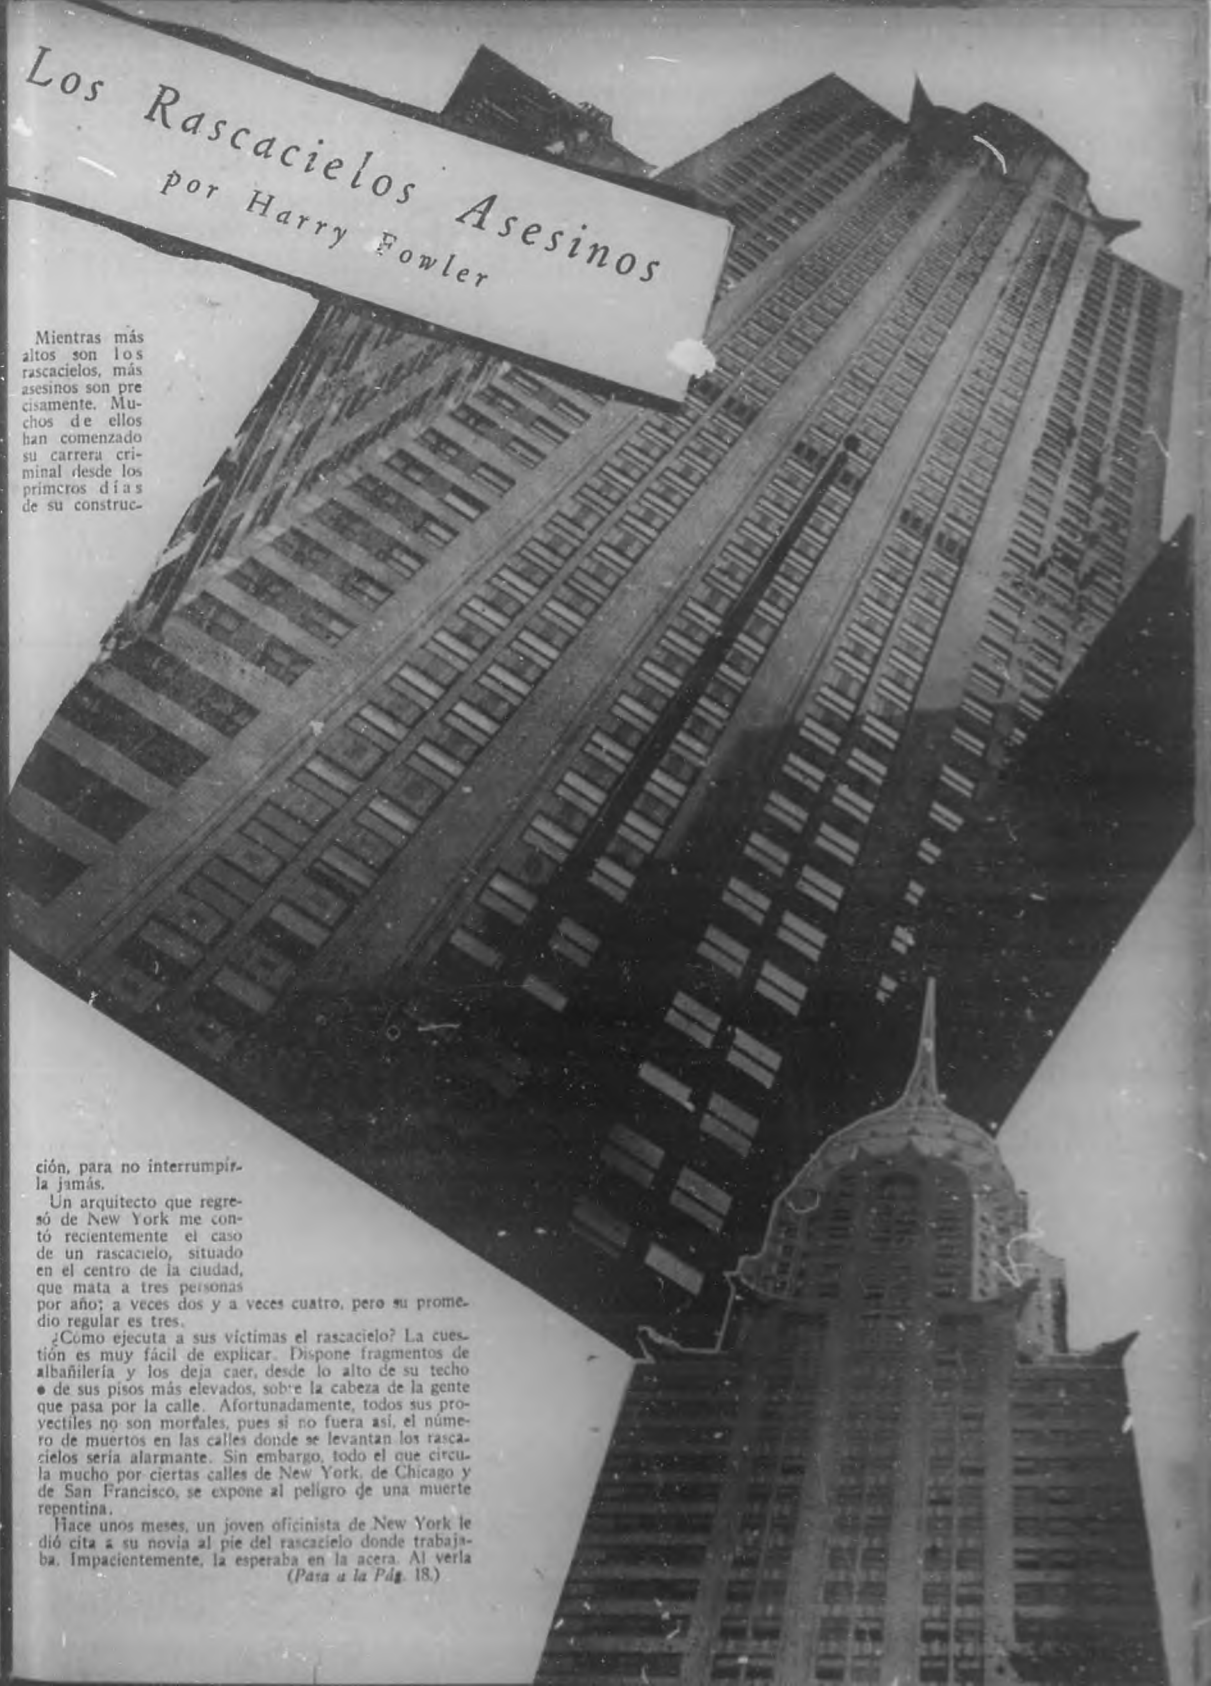 Los Rascacielos Asesinos
por Harry Fowler
Mientras más
altos son los
rascacielos, más
asesinos son pre
cisamente. Mu-
chos de ellos
han comenzado
su carrera cri-
minal desde los
primeros días
de su construc-
ción, para no interrumpir-
la jamás.
Un arquitecto que regre-
só de New York me con-
tó recientemente el caso
de un rascacielo, situado
en el centro de la ciudad,
que mata a tres personas
por año; a veces dos y a veces cuatro, pero su prome-
dio regular es tres.
¿Cómo ejecuta a sus víctimas el rascacielo? La cues-
tión es muy fácil de explicar. Dispone fragmentos de
albañilería y los deja caer, desde lo alto de su techo
o de sus pisos más elevados, sobre la cabeza de la gente
que pasa por la calle. Afortunadamente, todos sus pro-
yectiles no son mortales, pues si no fuera así, el núme-
ro de muertos en las calles donde se levantan los rasca-
cielos sería alarmante. Sin embargo, todo el que circu-
la mucho por ciertas calles de New York, de Chicago y
de San Francisco, se expone al peligro de una muerte
repentina.
Hace unos meses, un joven oficinista de New York le
dió cita a su novia al pie del rascacielo donde trabaja-
ba. Impacientemente, la esperaba en la acera. Al verla
(Pasa a la Pág. 18.)